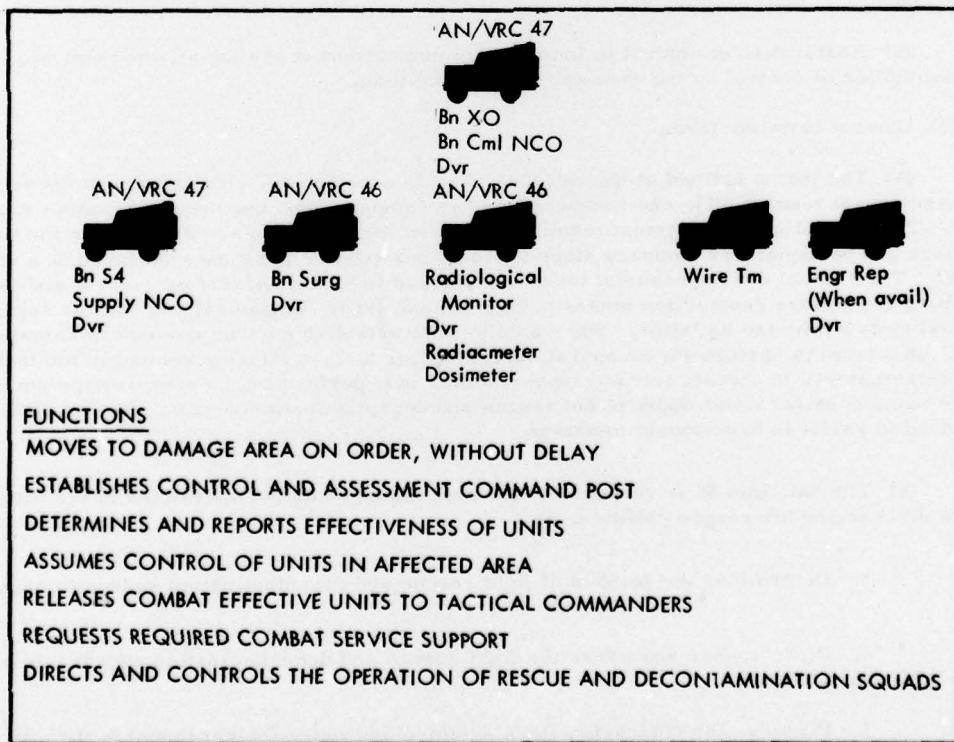 AN/VRC 47
Bn XO
Bn Cml NCO
Dvr
AN/VRC 47
Bn S4
Supply NCO
Dvr
AN/VRC 46
Bn Surg
Dvr
AN/VRC 46
Radiological
Monitor
Dvr
Radiacmeter
Dosimeter
Wire Tm
Engr Rep
(When avail)
Dvr
FUNCTIONS
MOVES TO DAMAGE AREA ON ORDER, WITHOUT DELAY
ESTABLISHES CONTROL AND ASSESSMENT COMMAND POST
DETERMINES AND REPORTS EFFECTIVENESS OF UNITS
ASSUMES CONTROL OF UNITS IN AFFECTED AREA
RELEASES COMBAT EFFECTIVE UNITS TO TACTICAL COMMANDERS
REQUESTS REQUIRED COMBAT SERVICE SUPPORT
DIRECTS AND CONTROLS THE OPERATION OF RESCUE AND DECONTAMINATION SQUADS